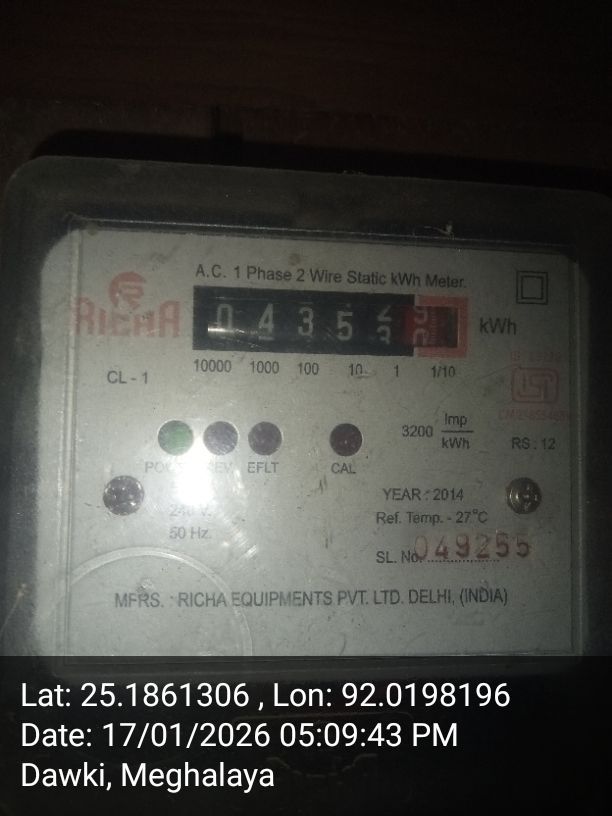 A.C. 1 Phase 2 Wire Static kWh Meter.
RICHA
0 4 3 5
kWh
10000 1000 100 10 1 1/10
CL - 1
3200 Imp/kWh
RS : 12
EFLT CAL
YEAR : 2014
240 V.
Ref. Temp. - 27°C
50 Hz.
SL. No. 049255
MFRS. : RICHA EQUIPMENTS PVT. LTD. DELHI, (INDIA)
Lat: 25.1861306 , Lon: 92.0198196
Date: 17/01/2026 05:09:43 PM
Dawki, Meghalaya